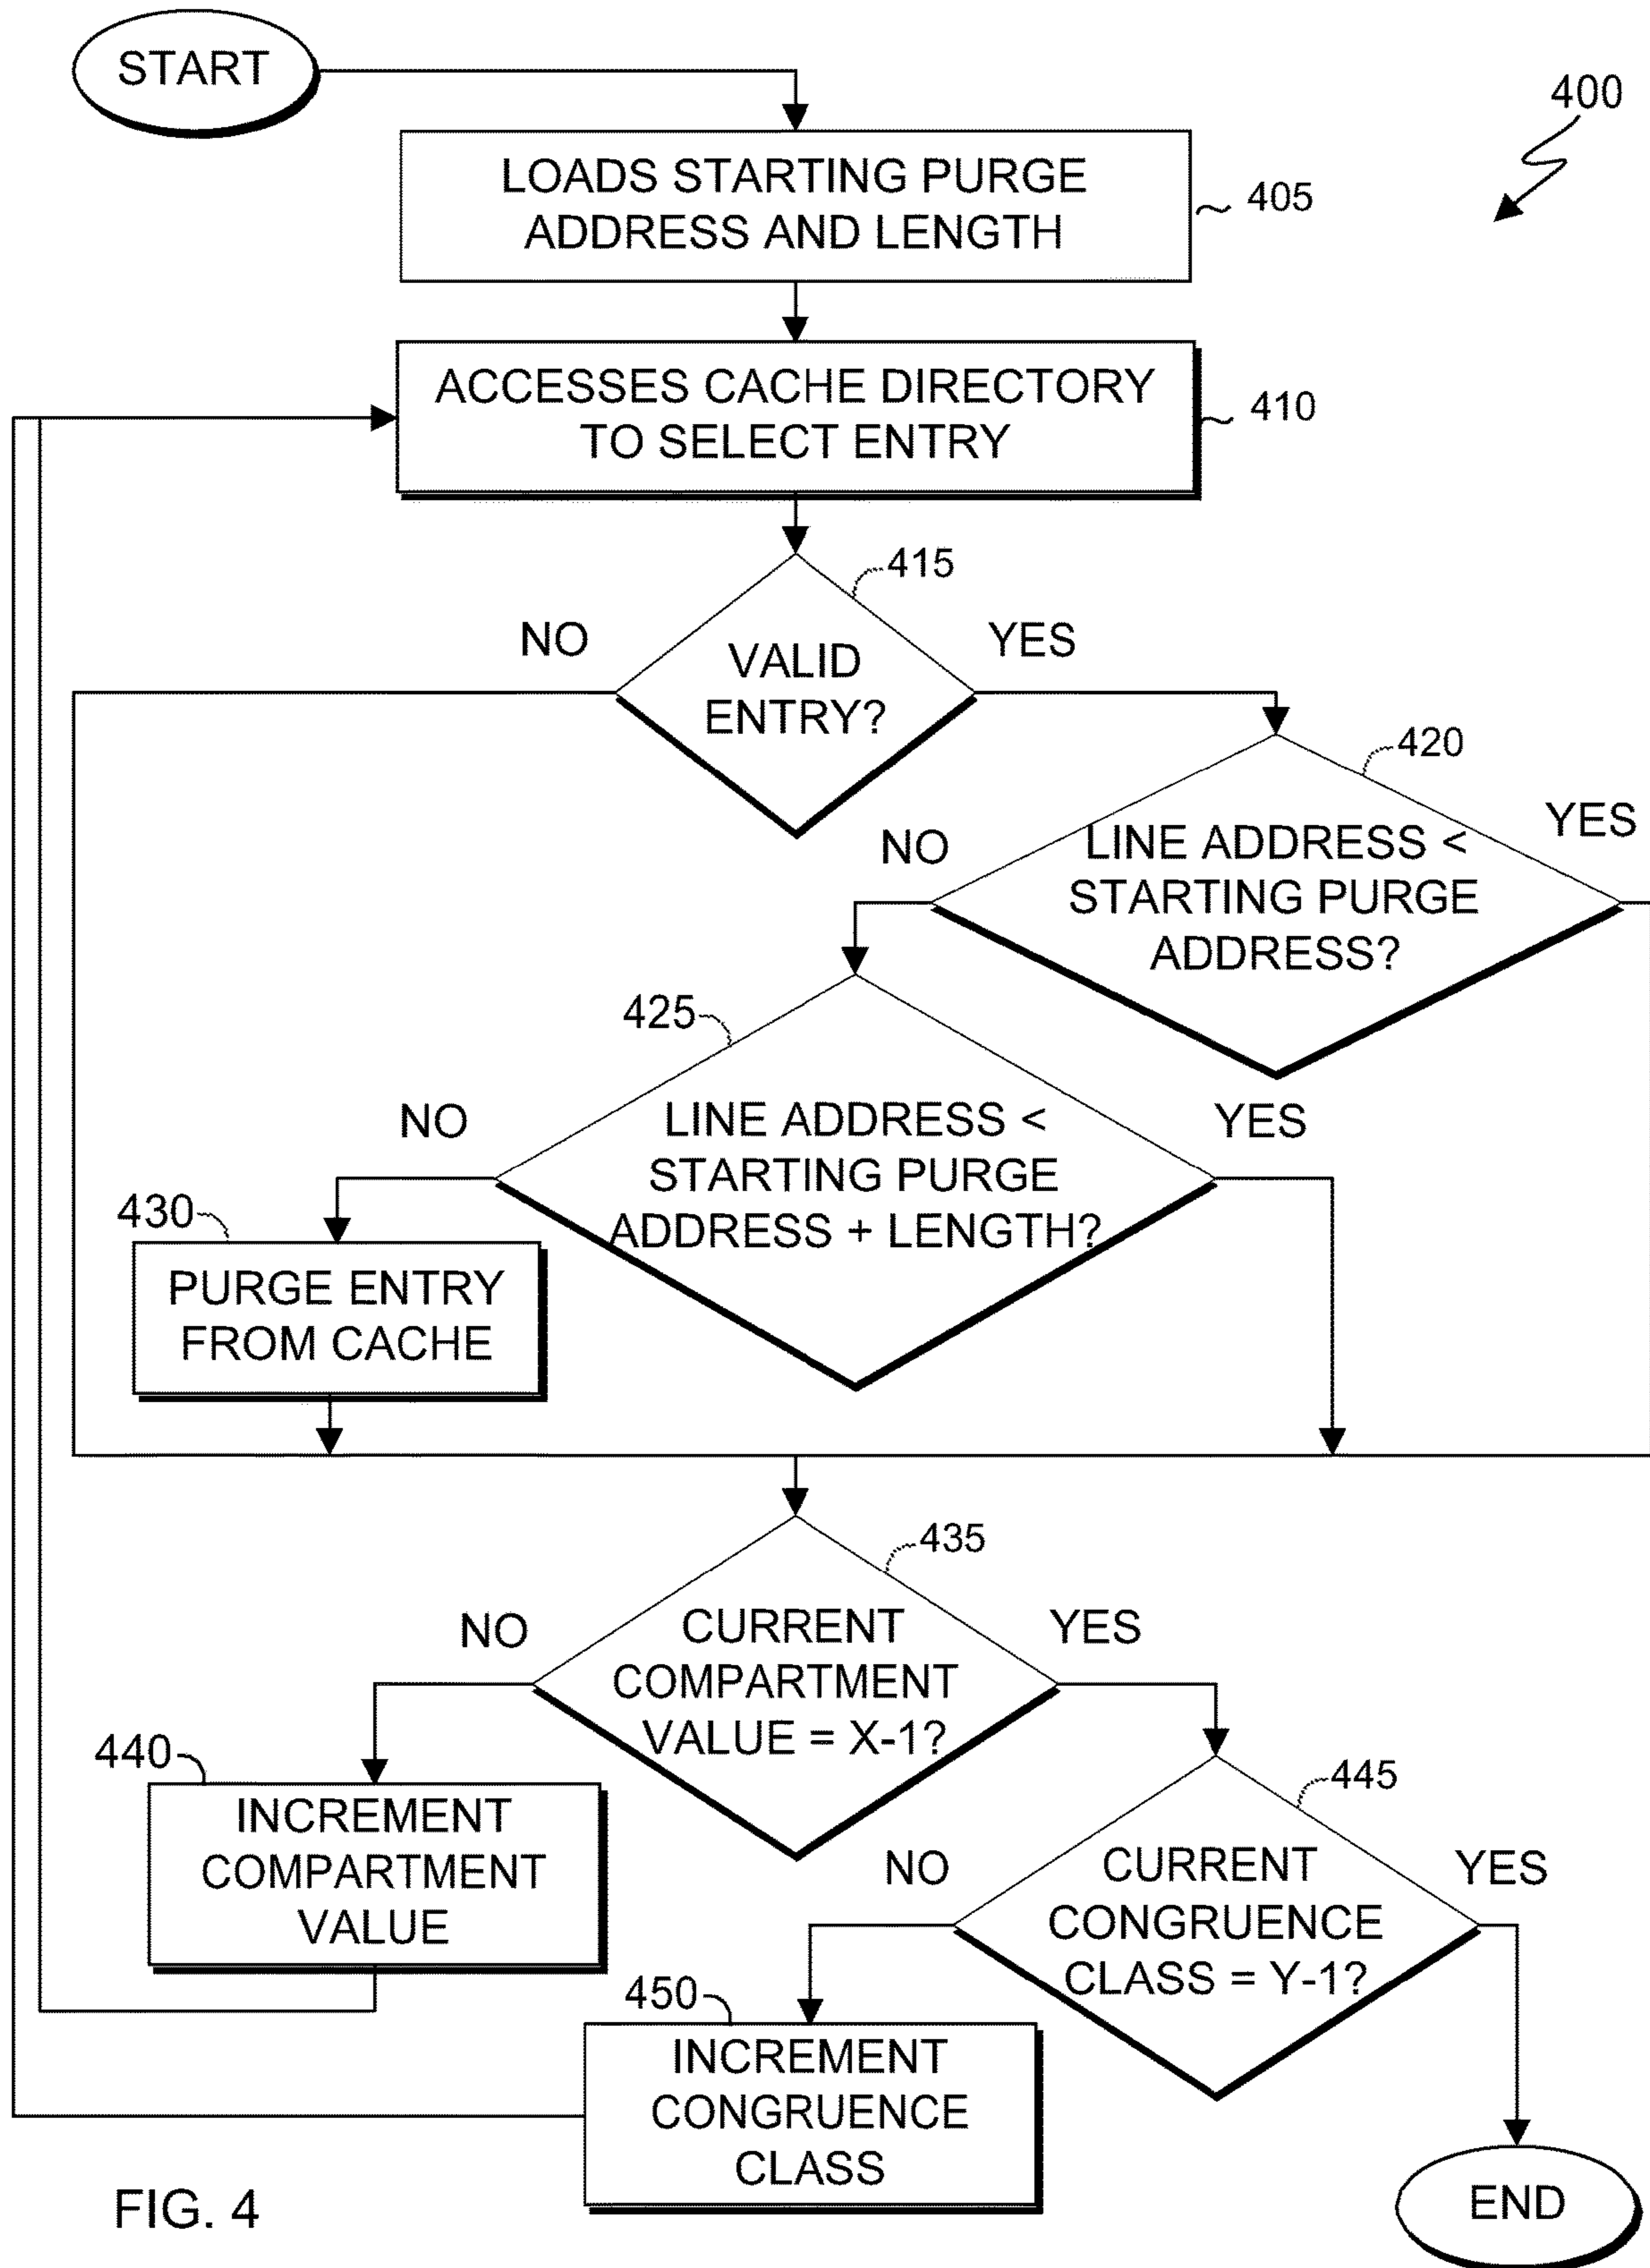 START
400
LOADS STARTING PURGE
ADDRESS AND LENGTH
405
ACCESSES CACHE DIRECTORY
TO SELECT ENTRY
410
415
NO
YES
VALID
ENTRY?
420
NO
YES
LINE ADDRESS <
STARTING PURGE
ADDRESS?
425
NO
YES
LINE ADDRESS <
STARTING PURGE
ADDRESS + LENGTH?
430
PURGE ENTRY
FROM CACHE
435
NO
YES
CURRENT
COMPARTMENT
VALUE = X-1?
440
INCREMENT
COMPARTMENT
VALUE
445
NO
YES
CURRENT
CONGRUENCE
CLASS = Y-1?
450
INCREMENT
CONGRUENCE
CLASS
END
FIG. 4